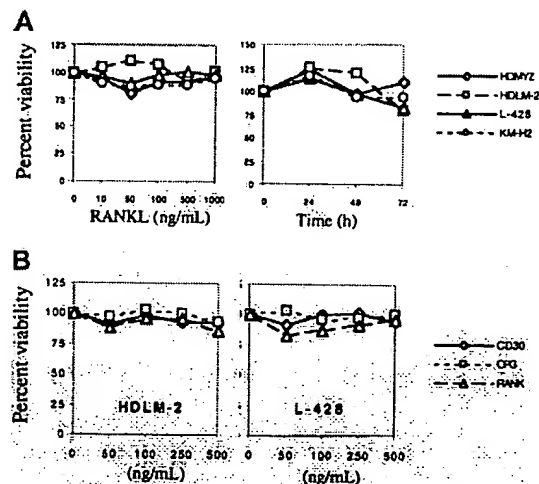 A
Percent viability
125
100
75
50
25
0
0 10 50 100 500 1000
RANKL (ng/mL)
150
125
100
75
50
25
0
0 24 48 72
Time (h)
HDMYZ
HDLM-2
L-428
KM-H2
B
Percent viability
125
100
75
50
25
0
HDLM-2
0 50 100 250 500
(ng/mL)
L-428
0 50 100 250 500
(ng/mL)
CD30
OPG
RANK